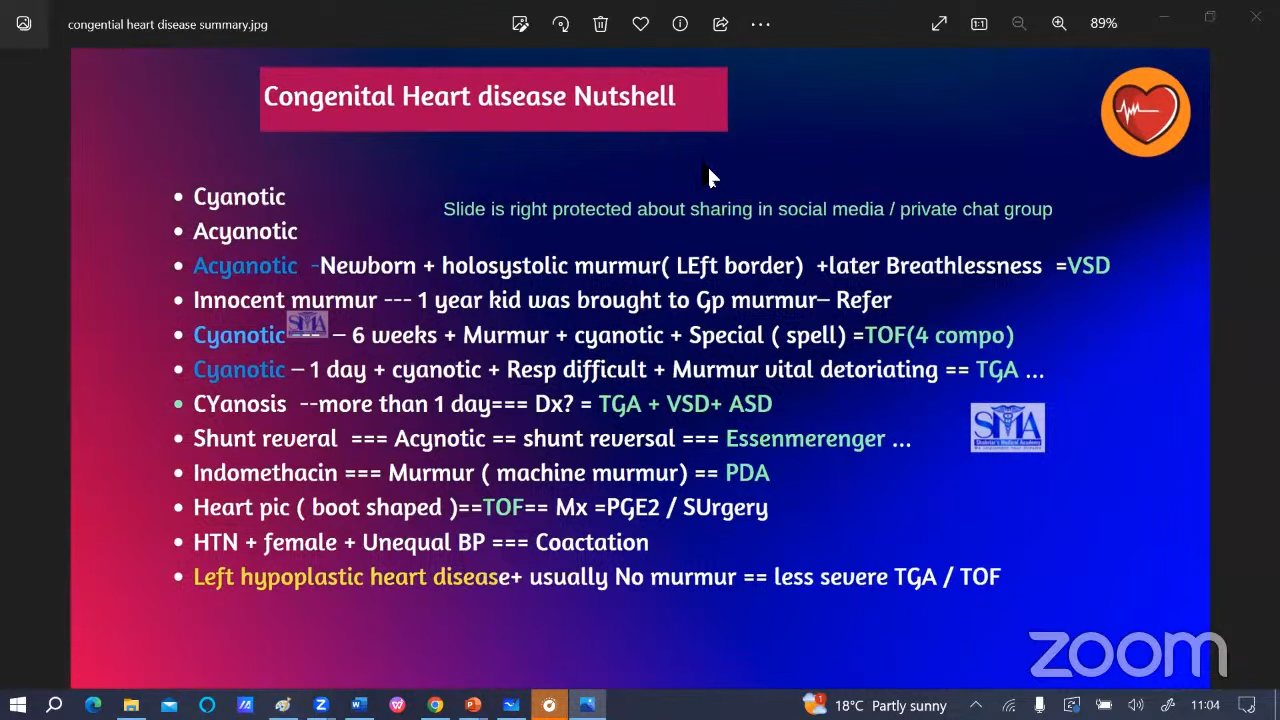 congential heart disease summary.jpg
89%
Congenital Heart disease Nutshell
• Cyanotic
Slide is right protected about sharing in social media / private chat group
• Acyanotic
• Acyanotic -Newborn + holosystolic murmur( LEft border) +later Breathlessness =VSD
• Innocent murmur --- 1 year kid was brought to Gp murmur– Refer
SMA
• Cyanotic – 6 weeks + Murmur + cyanotic + Special ( spell) =TOF(4 compo)
• Cyanotic – 1 day + cyanotic + Resp difficult + Murmur vital detoriating == TGA ...
• CYanosis --more than 1 day=== Dx? = TGA + VSD+ ASD
• Shunt reveral === Acynotic == shunt reversal === Essenmerenger ...
SMA
• Indomethacin === Murmur ( machine murmur) == PDA
• Heart pic ( boot shaped )==TOF== Mx =PGE2 / SUrgery
• HTN + female + Unequal BP === Coactation
• Left hypoplastic heart disease+ usually No murmur == less severe TGA / TOF
zoom
18°C Partly sunny
11:04